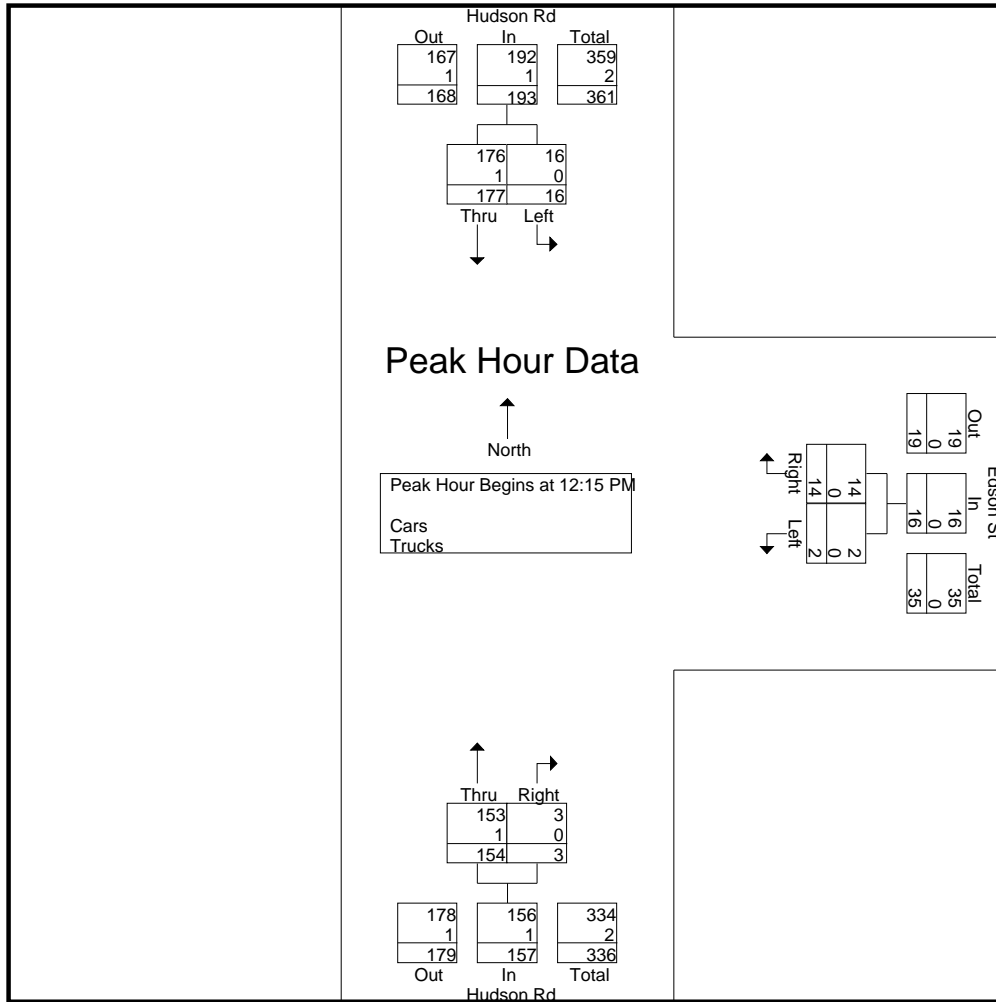 Hudson Rd
Out In Total
167 192 359
1 1 2
168 193 361
176 16
1 0
177 16
Thru Left
Peak Hour Data
North
Peak Hour Begins at 12:15 PM
Cars
Trucks
Edson St
Out In Total
19 16 35
0 0 0
19 16 35
14 2
0 0
14 2
Right Left
Thru Right
153 3
1 0
154 3
178 156 334
1 1 2
179 157 336
Out In Total
Hudson Rd